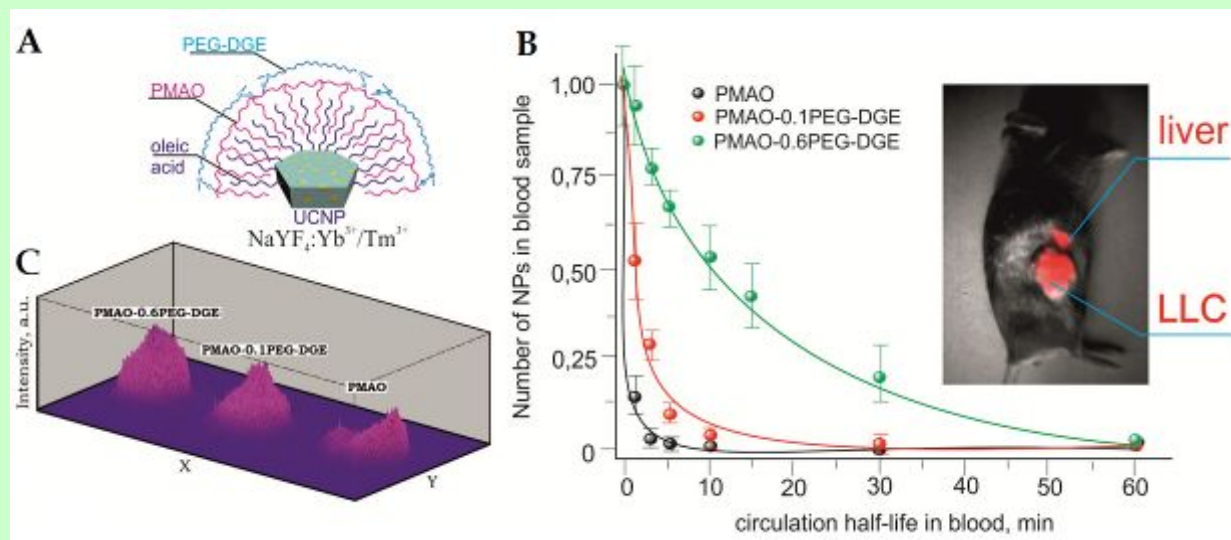 A
PEG-DGE
PMAO
oleic
acid
UCNP
NaYF₄:Yb³⁺/Tm³⁺
C
Intensity, a.u.
PMAO-0.6PEG-DGE
PMAO-0.1PEG-DGE
PMAO
X
Y
B
Number of NPs in blood sample
1,00
0,75
0,50
0,25
0
PMAO
PMAO-0.1PEG-DGE
PMAO-0.6PEG-DGE
liver
LLC
0 10 20 30 40 50 60
circulation half-life in blood, min